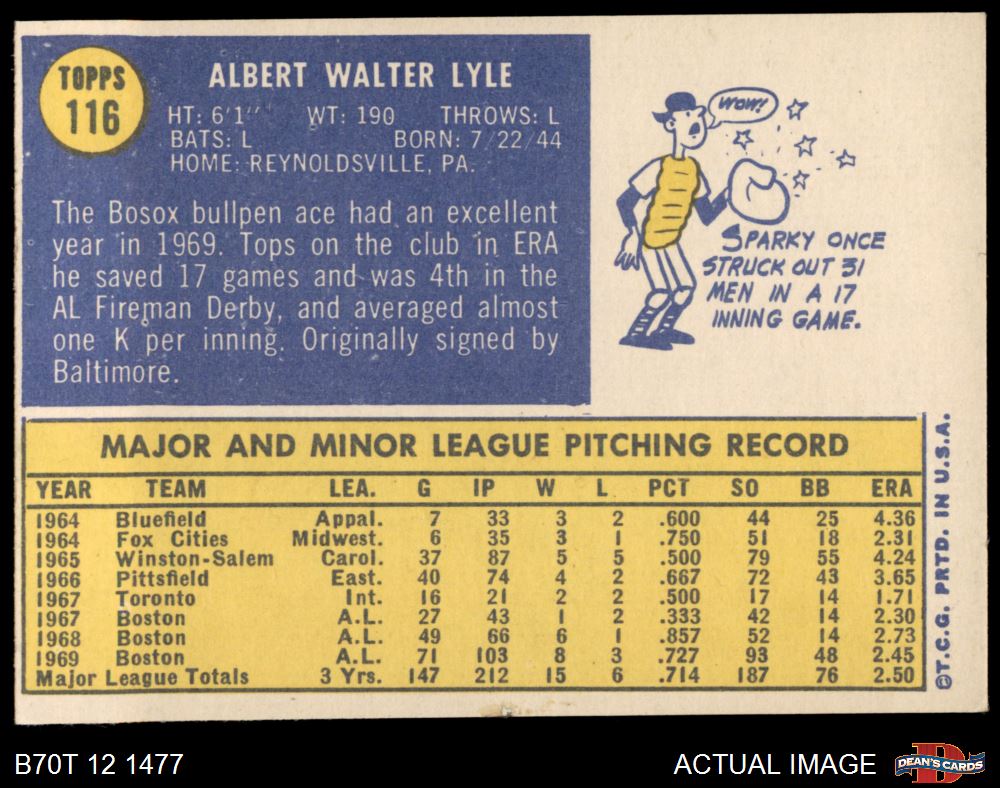 TOPPS
116
ALBERT WALTER LYLE
HT: 6'1" WT: 190 THROWS: L
BATS: L BORN: 7/22/44
HOME: REYNOLDSVILLE, PA.
The Bosox bullpen ace had an excellent
year in 1969. Tops on the club in ERA
he saved 17 games and was 4th in the
AL Fireman Derby, and averaged almost
one K per inning. Originally signed by
Baltimore.
WOW!
SPARKY ONCE
STRUCK OUT 31
MEN IN A 17
INNING GAME.
MAJOR AND MINOR LEAGUE PITCHING RECORD
YEAR TEAM LEA. G IP W L PCT SO BB ERA
1964 Bluefield Appal. 7 33 3 2 .600 44 25 4.36
1964 Fox Cities Midwest. 6 35 3 1 .750 51 18 2.31
1965 Winston-Salem Carol. 37 87 5 5 .500 79 55 4.24
1966 Pittsfield East. 40 74 4 2 .667 72 43 3.65
1967 Toronto Int. 16 21 2 2 .500 17 14 1.71
1967 Boston A.L. 27 43 1 2 .333 42 14 2.30
1968 Boston A.L. 49 66 6 1 .857 52 14 2.73
1969 Boston A.L. 71 103 8 3 .727 93 48 2.45
Major League Totals 3 Yrs. 147 212 15 6 .714 187 76 2.50
©T.C.G. PRTD. IN U.S.A.
B70T 12 1477
ACTUAL IMAGE
DEAN'S CARDS